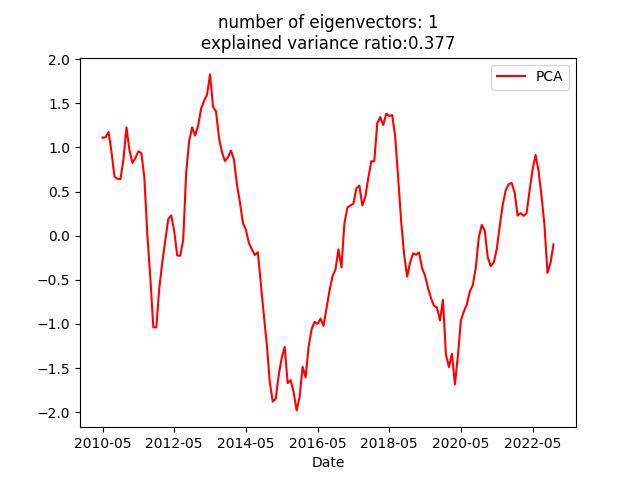 number of eigenvectors: 1
explained variance ratio:0.377
PCA
2.0
1.5
1.0
0.5
0.0
−0.5
−1.0
−1.5
−2.0
2010-05 2012-05 2014-05 2016-05 2018-05 2020-05 2022-05
Date